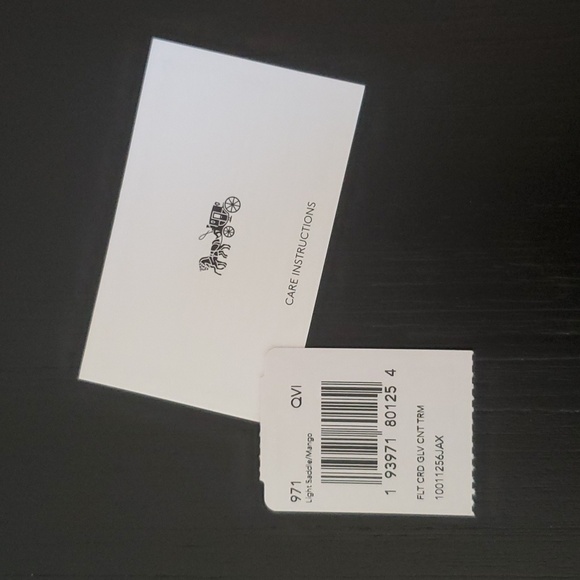 CARE INSTRUCTIONS
971 QVI
Light Saddle/Mango
1 93971 80125 4
FLT CRD GLV CNT TRM
10011256JAX